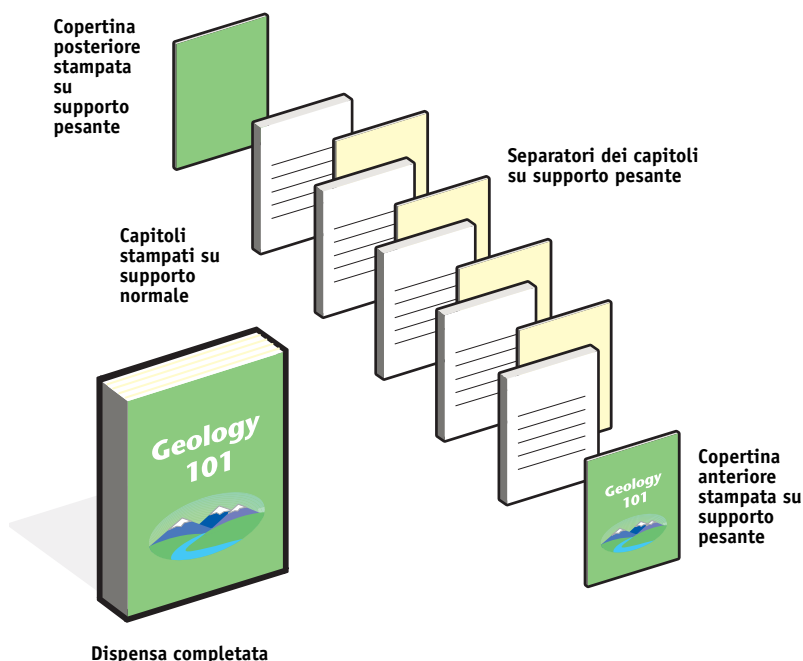 Copertina
posteriore
stampata
su
supporto
pesante
Separatori dei capitoli
su supporto pesante
Capitoli
stampati su
supporto
normale
Geology
101
Geology
101
Copertina
anteriore
stampata su
supporto
pesante
Dispensa completata